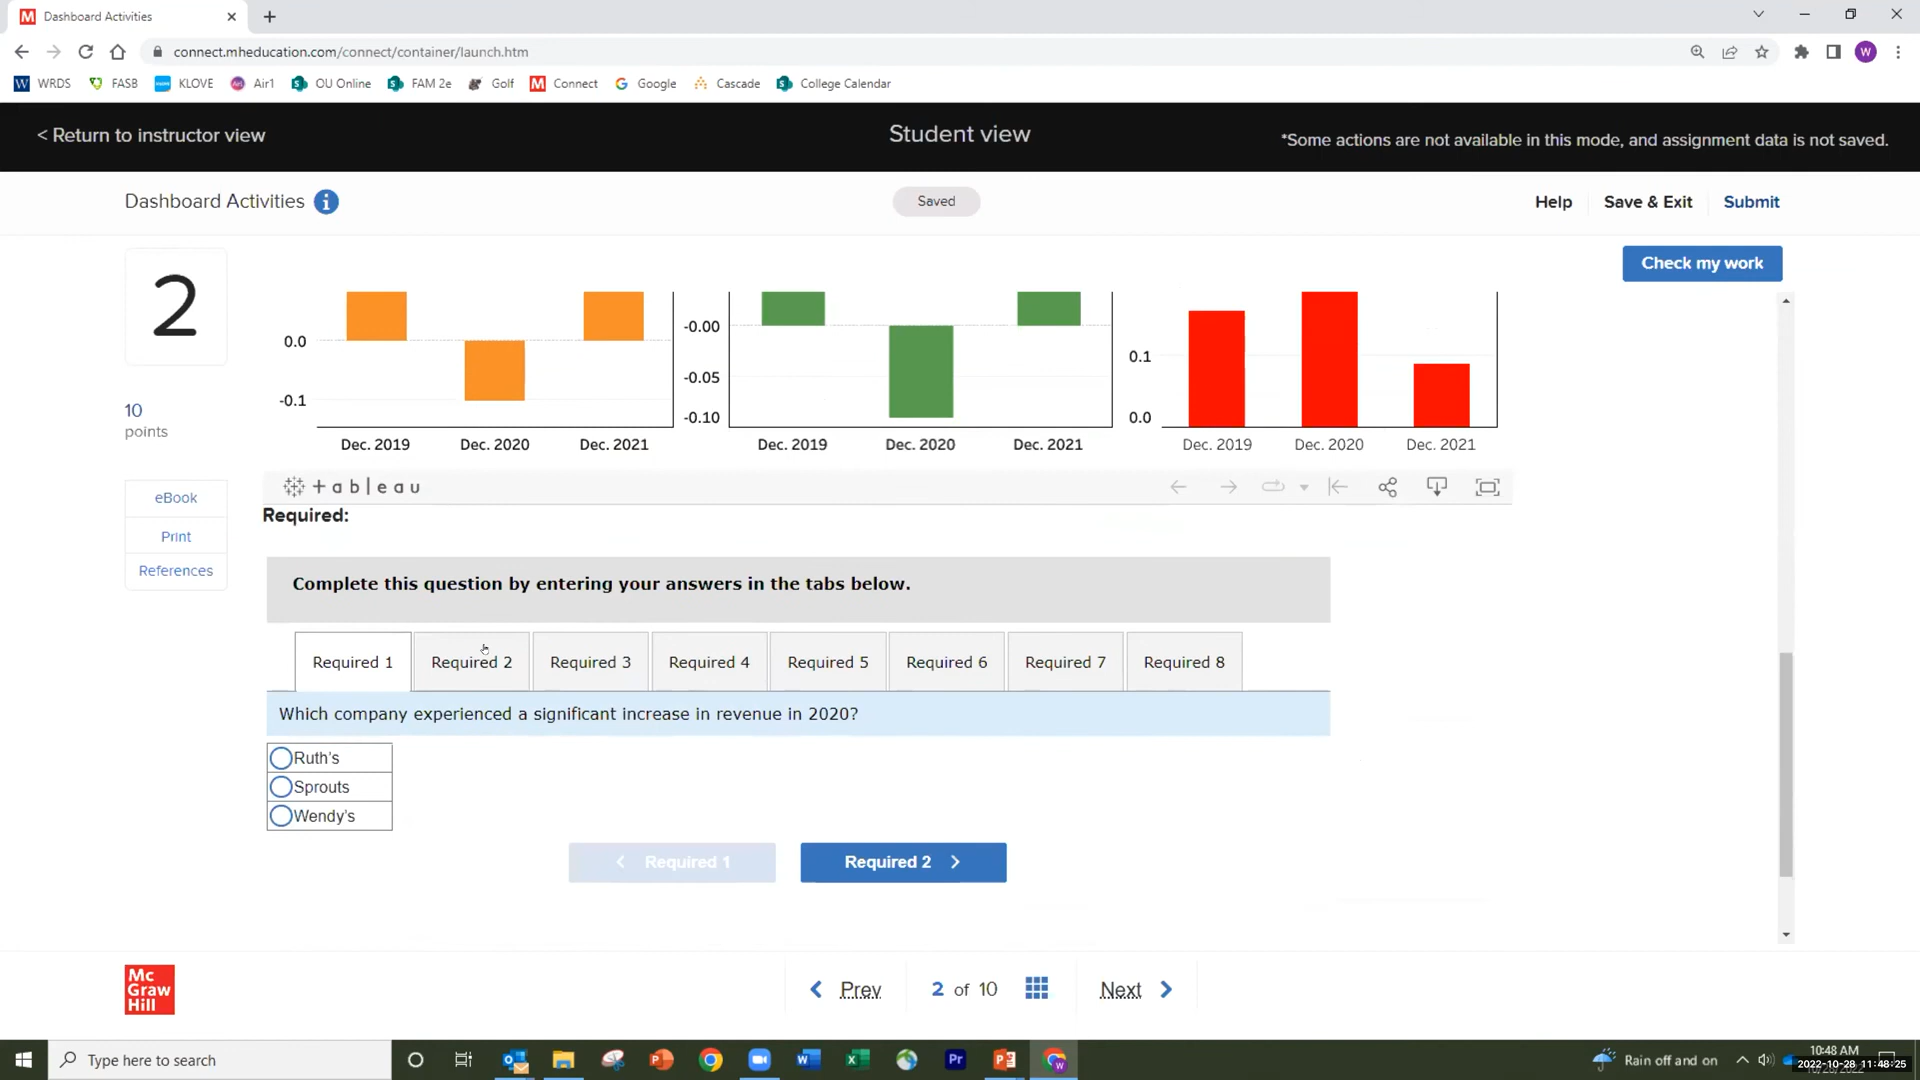 Dashboard Activities
connect.mheducation.com/connect/container/launch.htm
WRDS FASB KLOVE Air1 OU Online FAM 2e Golf Connect Google Cascade College Calendar
< Return to instructor view Student view *Some actions are not available in this mode, and assignment data is not saved.
Dashboard Activities Saved Help Save & Exit Submit
Check my work
2
10
points
eBook
Print
References
0.0
-0.1
Dec. 2019 Dec. 2020 Dec. 2021
-0.00
-0.05
-0.10
Dec. 2019 Dec. 2020 Dec. 2021
0.1
0.0
Dec. 2019 Dec. 2020 Dec. 2021
+ a b | e a u
Required:
Complete this question by entering your answers in the tabs below.
Required 1 Required 2 Required 3 Required 4 Required 5 Required 6 Required 7 Required 8
Which company experienced a significant increase in revenue in 2020?
Ruth's
Sprouts
Wendy's
< Required 1 Required 2 >
Mc
Graw
Hill
< Prev 2 of 10 Next >
Type here to search
Rain off and on
10:48 AM
2022-10-28 11:48:25